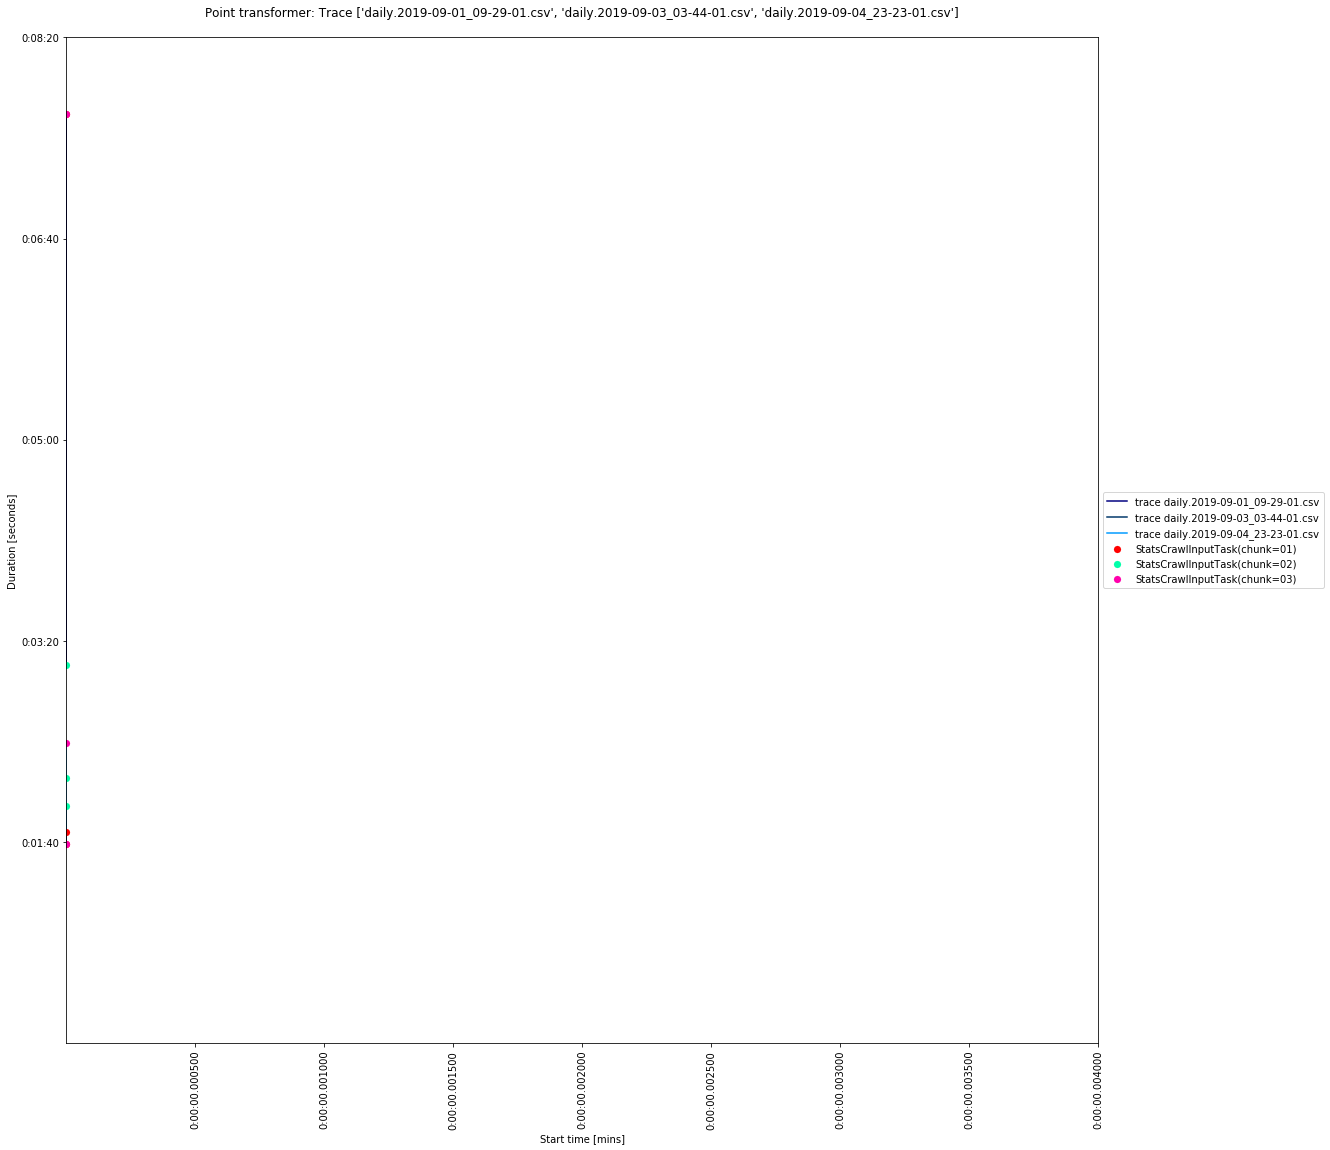 Point transformer: Trace ['daily.2019-09-01_09-29-01.csv', 'daily.2019-09-03_03-44-01.csv', 'daily.2019-09-04_23-23-01.csv']
0:08:20
0:06:40
0:05:00
0:03:20
0:01:40
Duration [seconds]
trace daily.2019-09-01_09-29-01.csv
trace daily.2019-09-03_03-44-01.csv
trace daily.2019-09-04_23-23-01.csv
StatsCrawlInputTask(chunk=01)
StatsCrawlInputTask(chunk=02)
StatsCrawlInputTask(chunk=03)
0:00:00.000500
0:00:00.001000
0:00:00.001500
0:00:00.002000
0:00:00.002500
0:00:00.003000
0:00:00.003500
0:00:00.004000
Start time [mins]